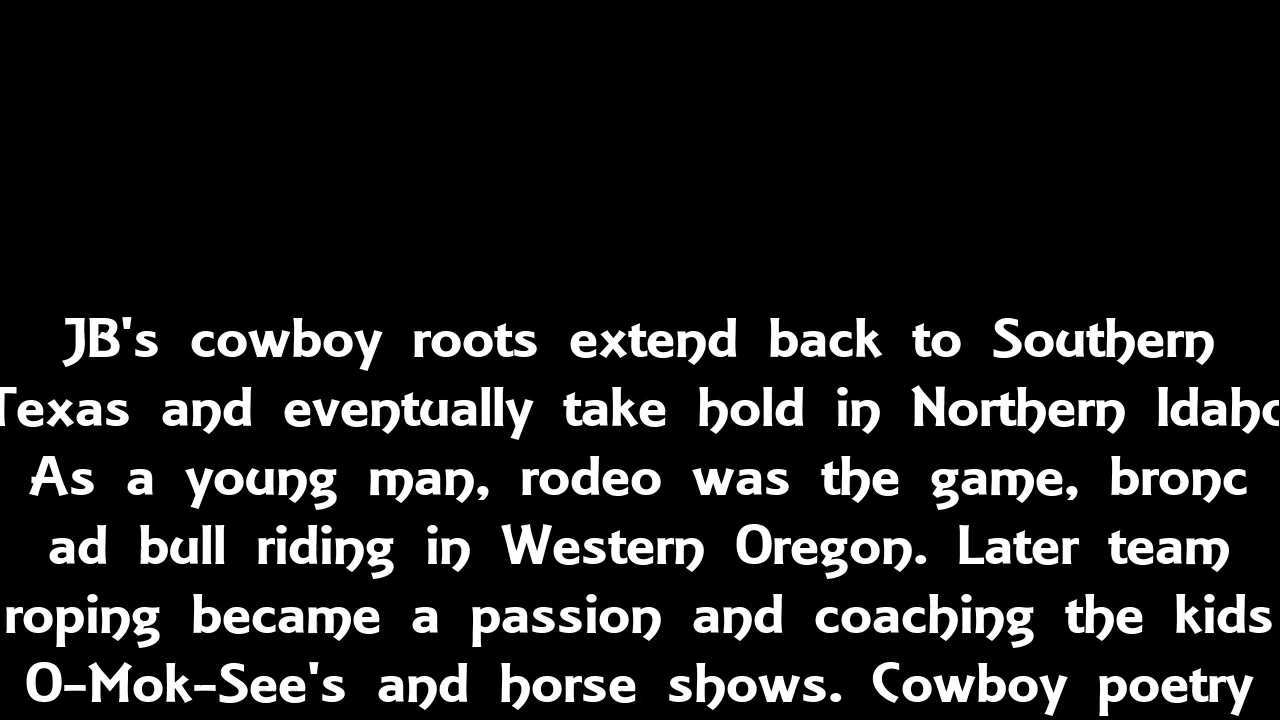 JB's cowboy roots extend back to Southern
Texas and eventually take hold in Northern Idaho
As a young man, rodeo was the game, bronc
ad bull riding in Western Oregon. Later team
roping became a passion and coaching the kids
O-Mok-See's and horse shows. Cowboy poetry